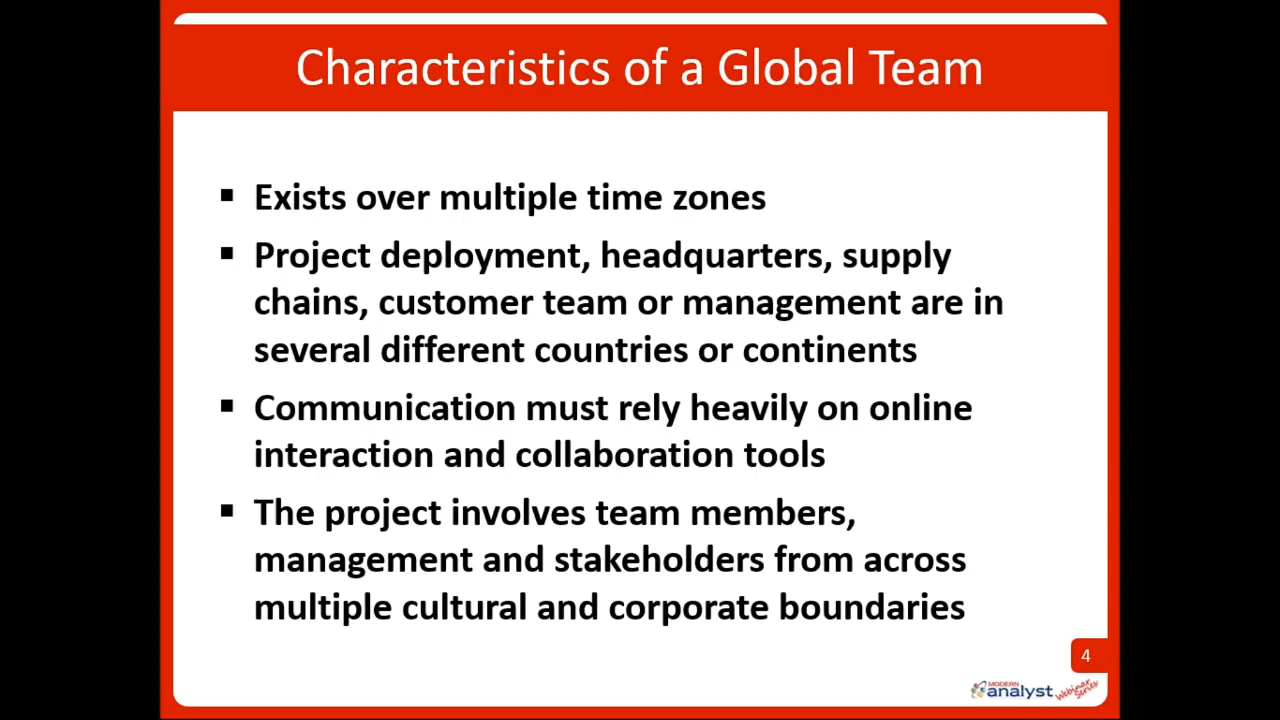 Characteristics of a Global Team
▪ Exists over multiple time zones
▪ Project deployment, headquarters, supply
chains, customer team or management are in
several different countries or continents
▪ Communication must rely heavily on online
interaction and collaboration tools
▪ The project involves team members,
management and stakeholders from across
multiple cultural and corporate boundaries
4
MODERN
analyst Webinar
Series